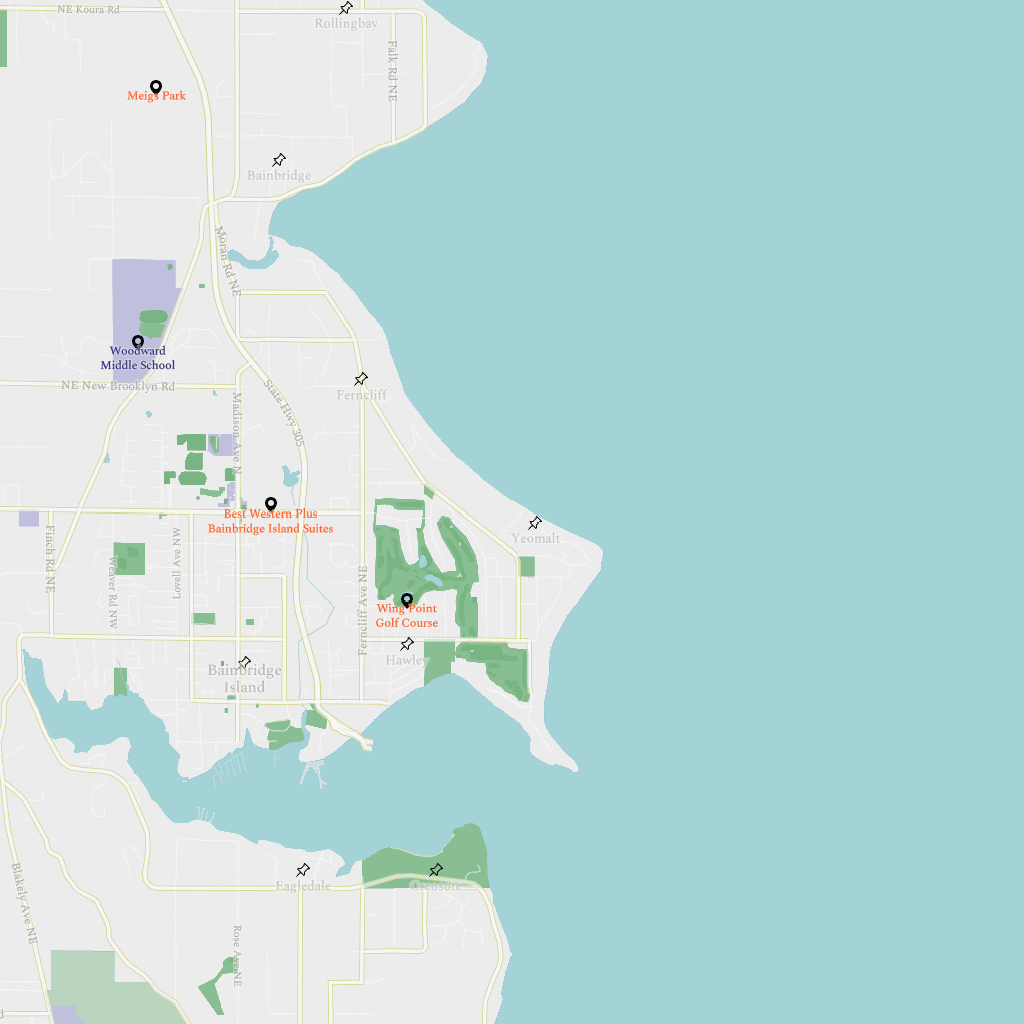 NE Koura Rd
Rollingbay
Falk Rd NE
Meigs Park
Bainbridge
Moran Rd NE
Woodward
Middle School
NE New Brooklyn Rd
State Hwy 305
Ferncliff
Madison Ave N
Best Western Plus
Bainbridge Island Suites
Yeomalt
Finch Rd NE
Weaver Rd NW
Lovell Ave NW
Ferncliff Ave NE
Wing Point
Golf Course
Hawley
Bainbridge
Island
Eagledale
Creosote
Blakely Ave NE
Rose Ave NE